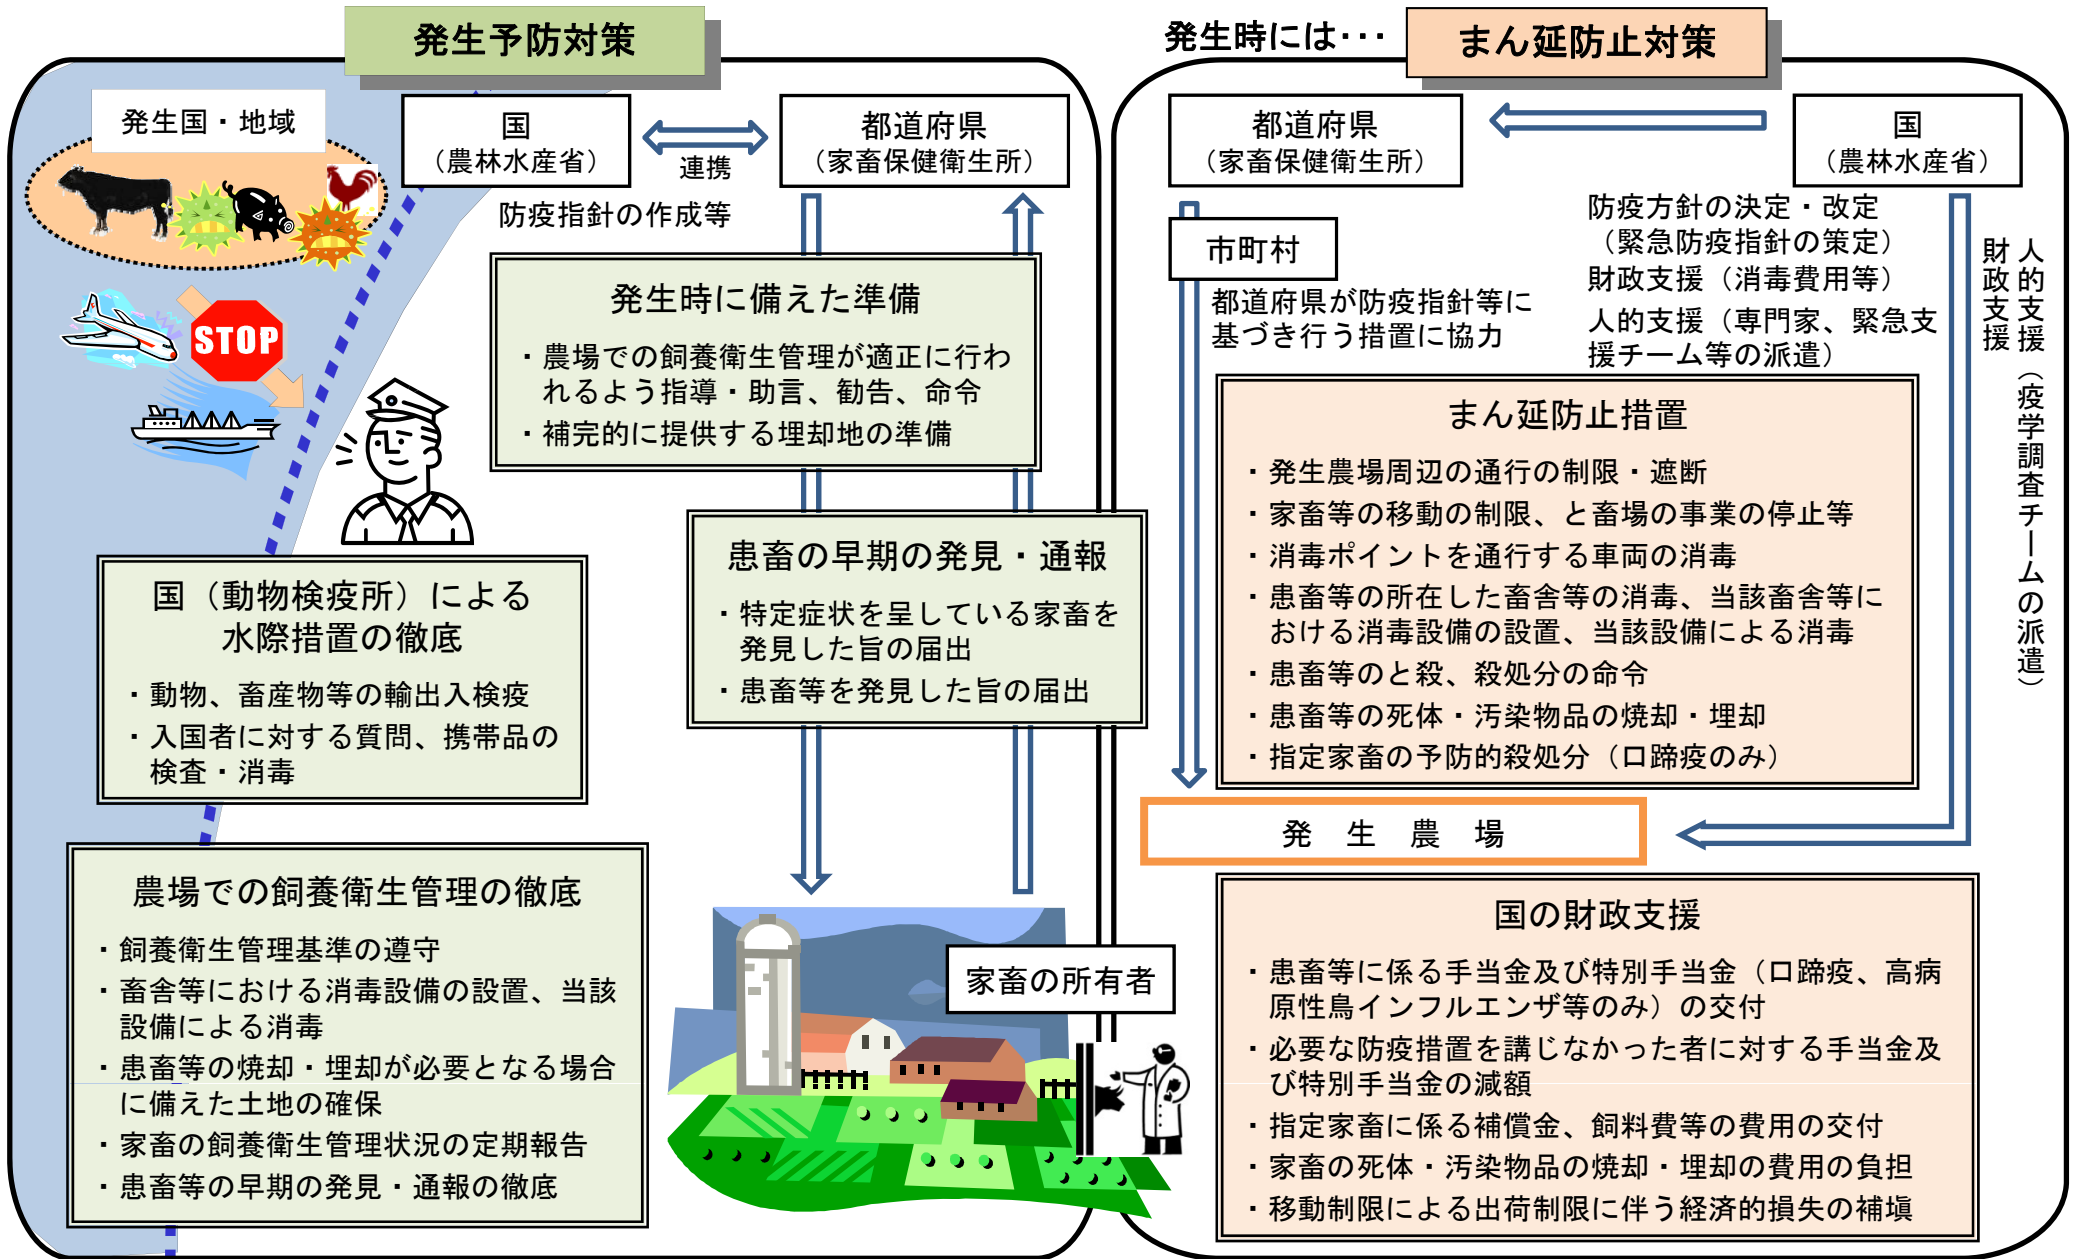 発生予防対策
発生国・地域
国
（農林水産省）
連携
都道府県
（家畜保健衛生所）
防疫指針の作成等
STOP
発生時に備えた準備
・農場での飼養衛生管理が適正に行わ
れるよう指導・助言、勧告、命令
・補完的に提供する埋却地の準備
患畜の早期の発見・通報
・特定症状を呈している家畜を
発見した旨の届出
・患畜等を発見した旨の届出
国（動物検疫所）による
水際措置の徹底
・動物、畜産物等の輸出入検疫
・入国者に対する質問、携帯品の
検査・消毒
農場での飼養衛生管理の徹底
・飼養衛生管理基準の遵守
・畜舎等における消毒設備の設置、当該
設備による消毒
・患畜等の焼却・埋却が必要となる場合
に備えた土地の確保
・家畜の飼養衛生管理状況の定期報告
・患畜等の早期の発見・通報の徹底
家畜の所有者
発生時には・・・
まん延防止対策
都道府県
（家畜保健衛生所）
国
（農林水産省）
市町村
都道府県が防疫指針等に
基づき行う措置に協力
防疫方針の決定・改定
（緊急防疫指針の策定）
財政支援（消毒費用等）
人的支援（専門家、緊急支
援チーム等の派遣）
人的支援（疫学調査チームの派遣）
財政支援
まん延防止措置
・発生農場周辺の通行の制限・遮断
・家畜等の移動の制限、と畜場の事業の停止等
・消毒ポイントを通行する車両の消毒
・患畜等の所在した畜舎等の消毒、当該畜舎等に
おける消毒設備の設置、当該設備による消毒
・患畜等のと殺、殺処分の命令
・患畜等の死体・汚染物品の焼却・埋却
・指定家畜の予防的殺処分（口蹄疫のみ）
発　生　農　場
国の財政支援
・患畜等に係る手当金及び特別手当金（口蹄疫、高病
原性鳥インフルエンザ等のみ）の交付
・必要な防疫措置を講じなかった者に対する手当金及
び特別手当金の減額
・指定家畜に係る補償金、飼料費等の費用の交付
・家畜の死体・汚染物品の焼却・埋却の費用の負担
・移動制限による出荷制限に伴う経済的損失の補塡